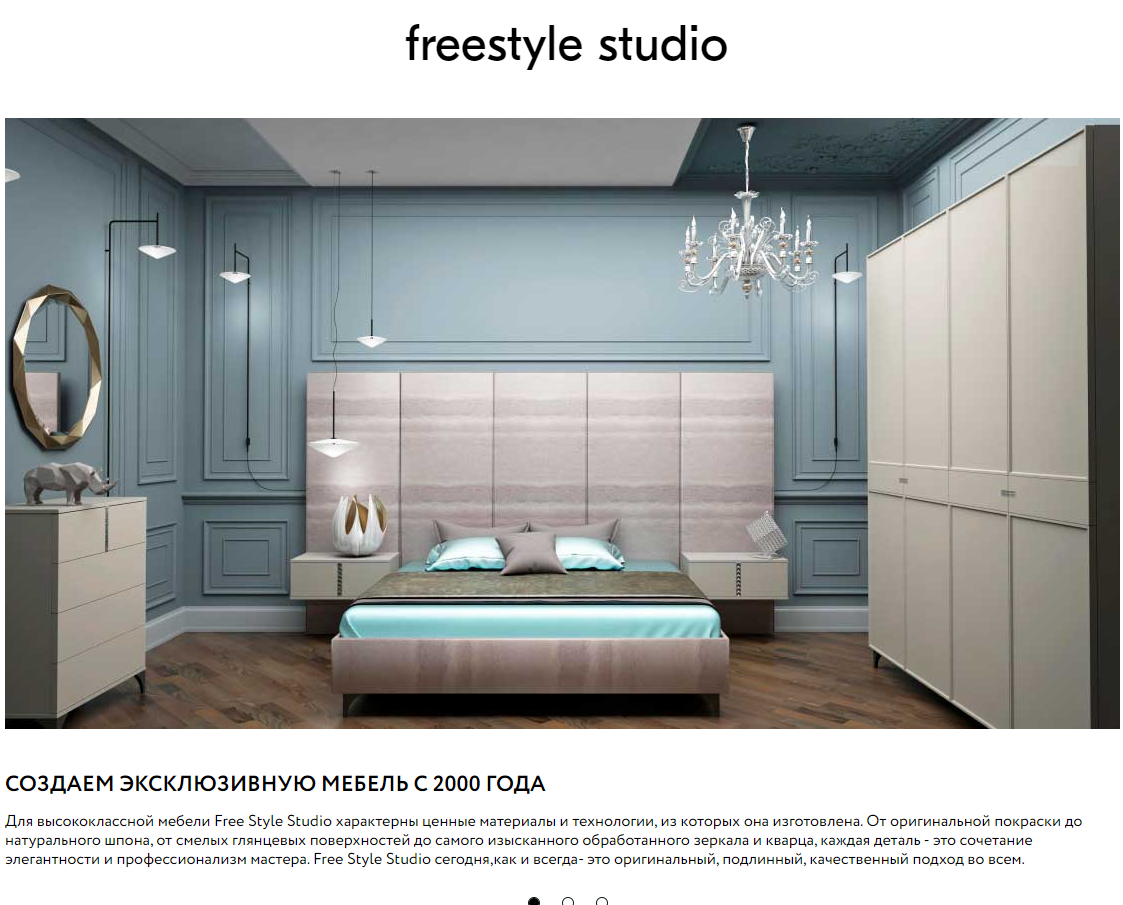 freestyle studio
СОЗДАЕМ ЭКСКЛЮЗИВНУЮ МЕБЕЛЬ С 2000 ГОДА
Для высококлассной мебели Free Style Studio характерны ценные материалы и технологии, из которых она изготовлена. От оригинальной покраски до
натурального шпона, от смелых глянцевых поверхностей до самого изысканного обработанного зеркала и кварца, каждая деталь - это сочетание
элегантности и профессионализм мастера. Free Style Studio сегодня,как и всегда- это оригинальный, подлинный, качественный подход во всем.